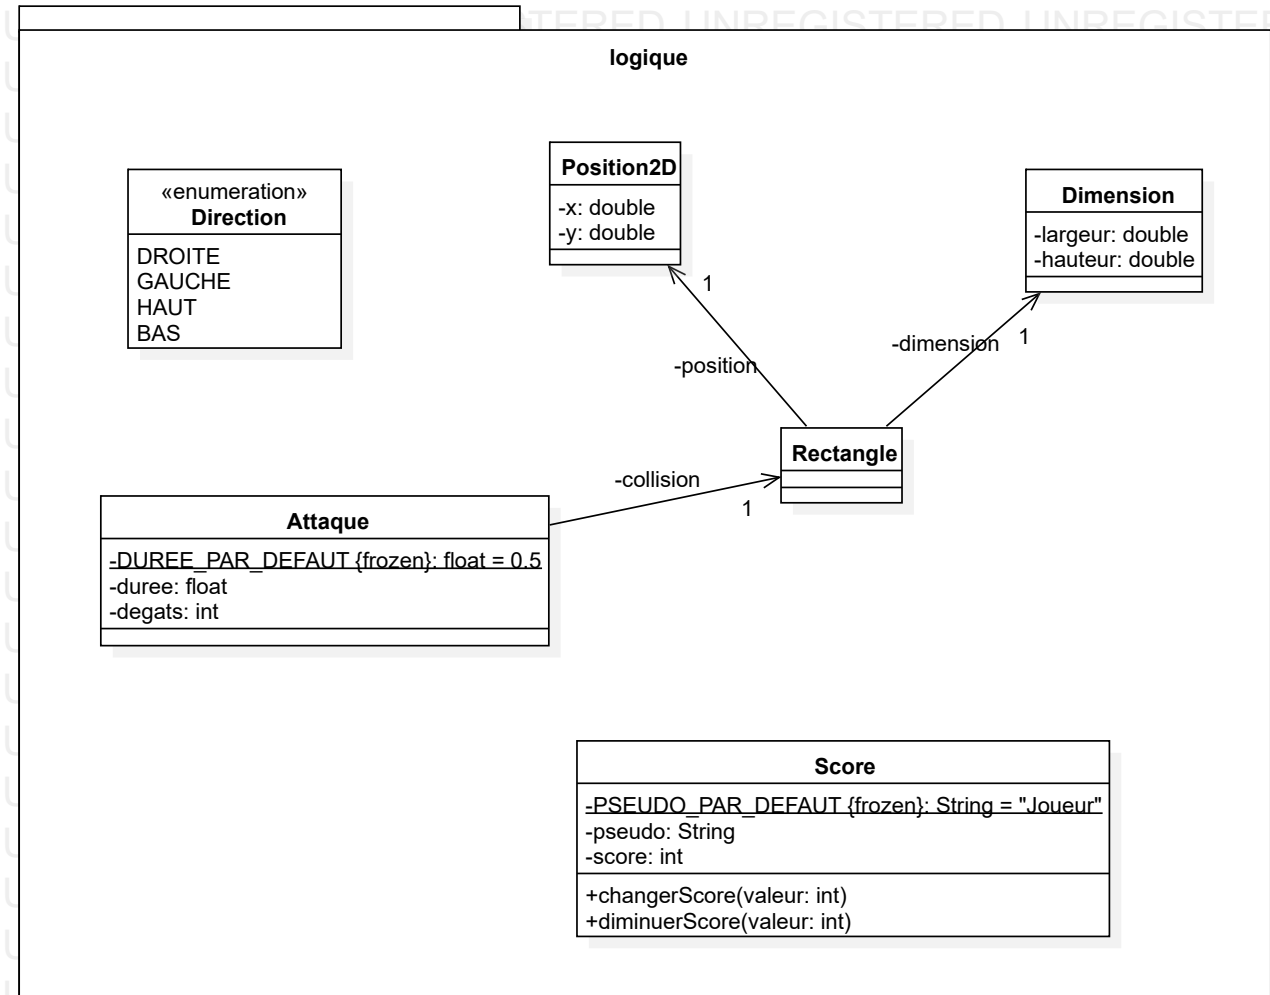 UNREGISTERED UNREGISTERED
logique
«enumeration»
Direction
DROITE
GAUCHE
HAUT
BAS
Position2D
-x: double
-y: double
Dimension
-largeur: double
-hauteur: double
1
-position
-dimension
1
Rectangle
-collision
1
Attaque
-DUREE_PAR_DEFAUT {frozen}: float = 0.5
-duree: float
-degats: int
Score
-PSEUDO_PAR_DEFAUT {frozen}: String = "Joueur"
-pseudo: String
-score: int
+changerScore(valeur: int)
+diminuerScore(valeur: int)